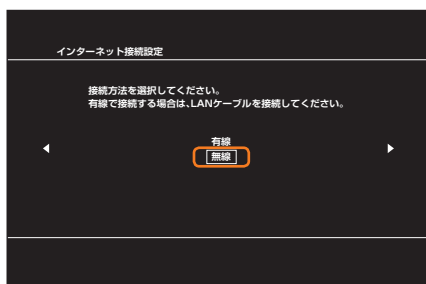 インターネット接続設定
接続方法を選択してください。
有線で接続する場合は、LANケーブルを接続してください。
有線
無線